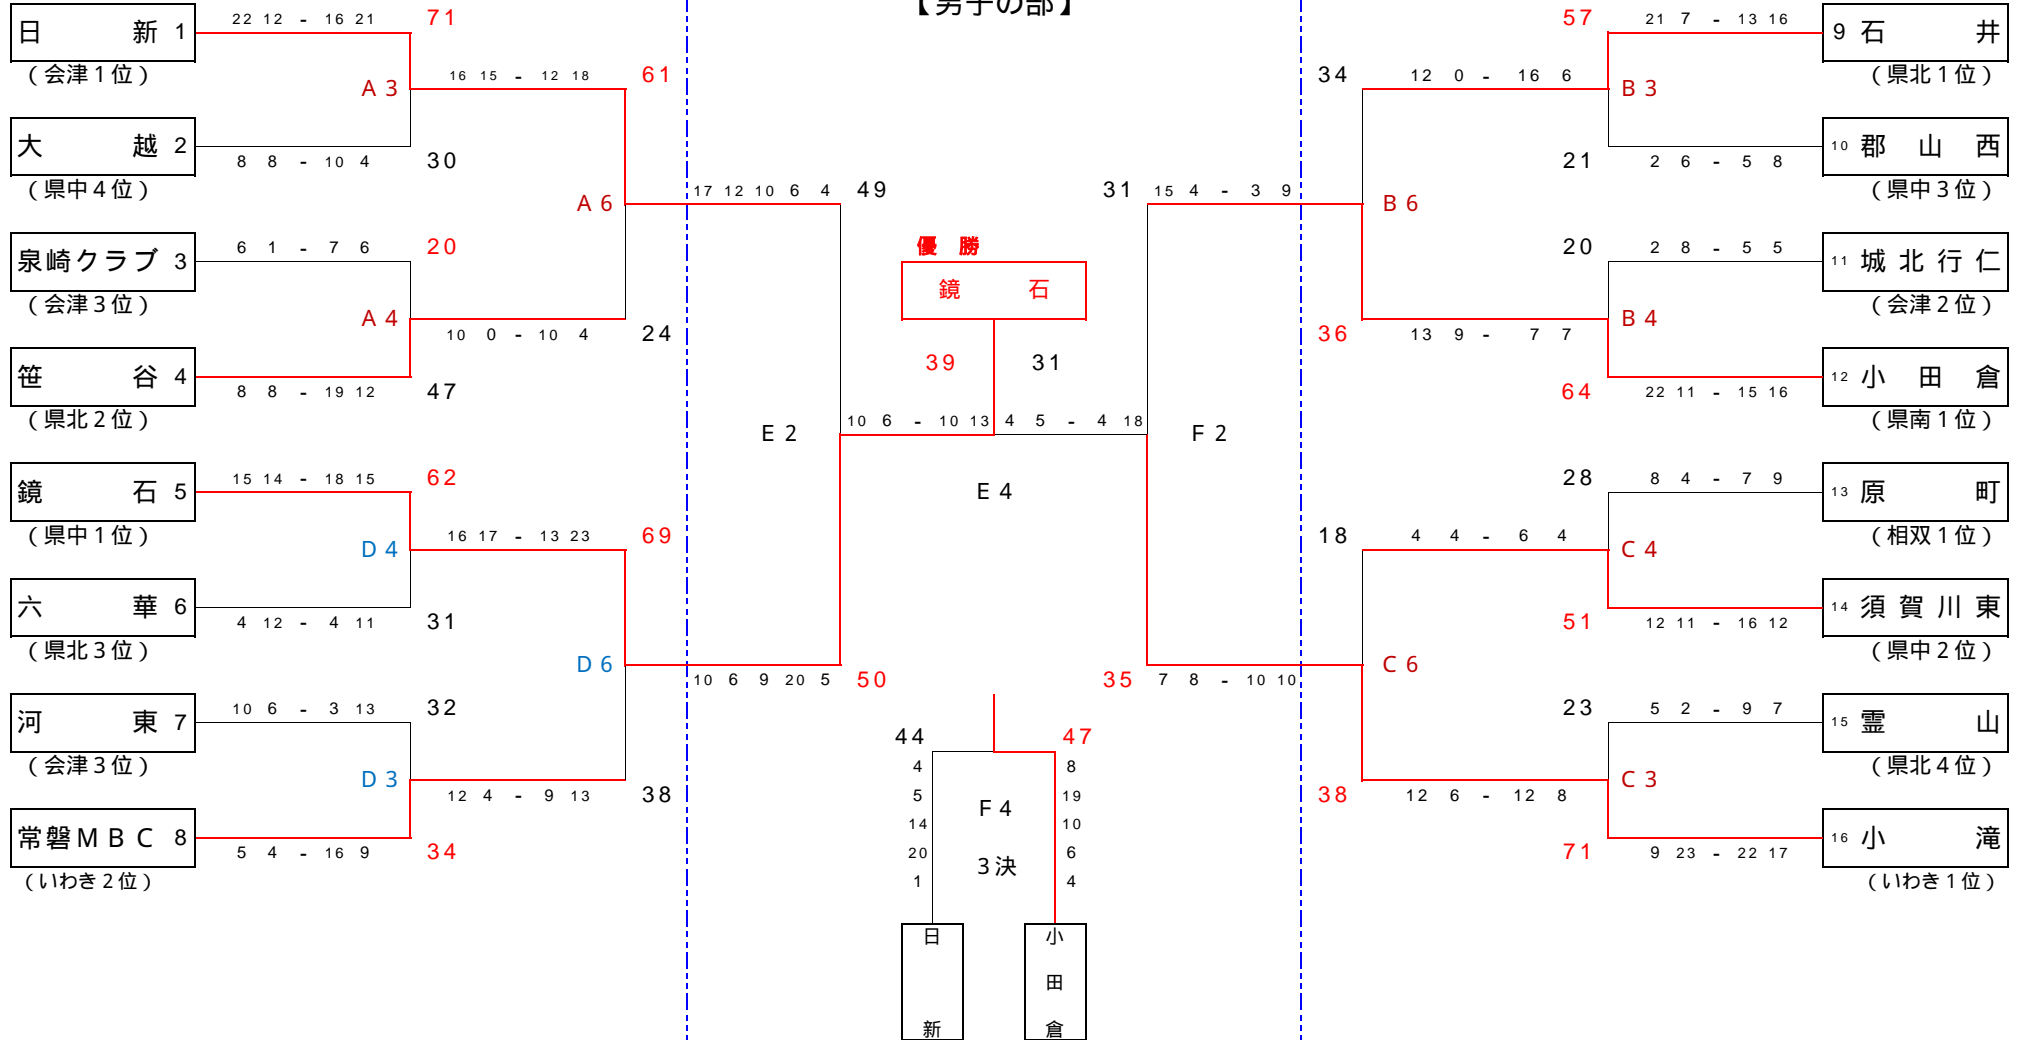 【男子の部】
日 新 1
(会津1位)
22 12 - 16 21 71
A3
大 越 2
(県中4位)
8 8 - 10 4 30
16 15 - 12 18 61
泉崎クラブ 3
(会津3位)
6 1 - 7 6 20
A4
笹 谷 4
(県北2位)
8 8 - 19 12 47
10 0 - 10 4 24
A6
17 12 10 6 4 49
鏡 石 5
(県中1位)
15 14 - 18 15 62
D4
六 華 6
(県北3位)
4 12 - 4 11 31
16 17 - 13 23 69
河 東 7
(会津3位)
10 6 - 3 13 32
D3
常磐MBC 8
(いわき2位)
5 4 - 16 9 34
12 4 - 9 13 38
D6
10 6 9 20 5 50
E2
優 勝
鏡 石
39 31
10 6 - 10 13 4 5 - 4 18
E4
F2
31 15 4 - 3 9
B6
35 7 8 - 10 10
C6
34 12 0 - 16 6
B3
57 21 7 - 13 16
9 石 井
(県北1位)
21 2 6 - 5 8
10 郡 山 西
(県中3位)
36 13 9 - 7 7
B4
20 2 8 - 5 5
11 城 北 行 仁
(会津2位)
64 22 11 - 15 16
12 小 田 倉
(県南1位)
18 4 4 - 6 4
C4
28 8 4 - 7 9
13 原 町
(相双1位)
51 12 11 - 16 12
14 須 賀 川 東
(県中2位)
38 12 6 - 12 8
C3
23 5 2 - 9 7
15 霊 山
(県北4位)
71 9 23 - 22 17
16 小 滝
(いわき1位)
44 47
4 8
5 19
14 10
20 6
1 4
F4
3決
日 新
小 田 倉